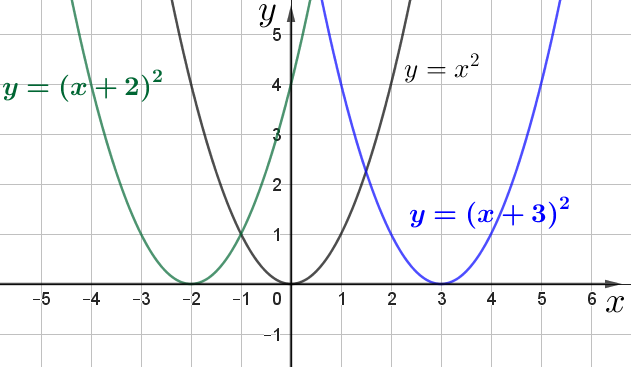 y
5
y = x²
y = (x + 2)²
4
3
2
y = (x + 3)²
1
−5 −4 −3 −2 −1 0 1 2 3 4 5 6 x
−1